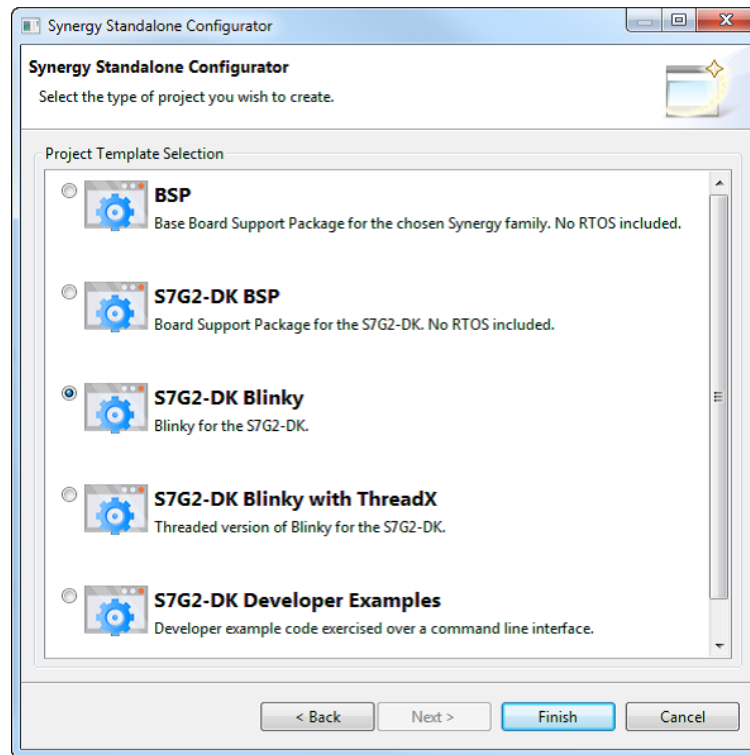 Synergy Standalone Configurator
Synergy Standalone Configurator
Select the type of project you wish to create.
Project Template Selection
BSP
Base Board Support Package for the chosen Synergy family. No RTOS included.
S7G2-DK BSP
Board Support Package for the S7G2-DK. No RTOS included.
S7G2-DK Blinky
Blinky for the S7G2-DK.
S7G2-DK Blinky with ThreadX
Threaded version of Blinky for the S7G2-DK.
S7G2-DK Developer Examples
Developer example code exercised over a command line interface.
< Back Next > Finish Cancel